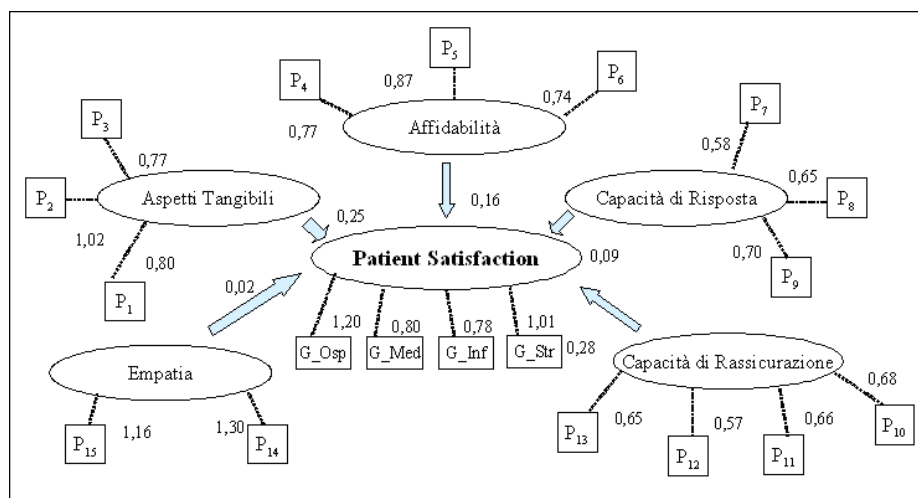 P5
P4
0,87
P6
0,74
P7
P3
0,77
Affidabilità
0,58
0,77
0,65
P2
Aspetti Tangibili
0,16
Capacità di Risposta
P8
0,25
1,02
Patient Satisfaction
0,09
0,70
0,80
P9
P1
0,02
1,20
0,80
0,78
1,01
G_Osp
G_Med
G_Inf
G_Str
0,28
Empatia
Capacità di Rassicurazione
0,68
P15
1,16
1,30
P14
P13
0,65
P12
0,57
P11
0,66
P10